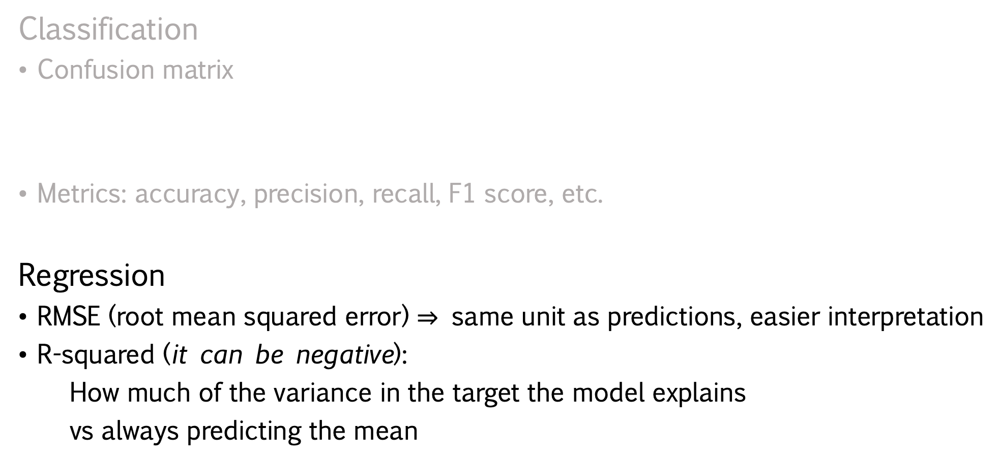 Classification
• Confusion matrix
• Metrics: accuracy, precision, recall, F1 score, etc.
Regression
• RMSE (root mean squared error) ⇒ same unit as predictions, easier interpretation
• R-squared (it can be negative):
How much of the variance in the target the model explains
vs always predicting the mean